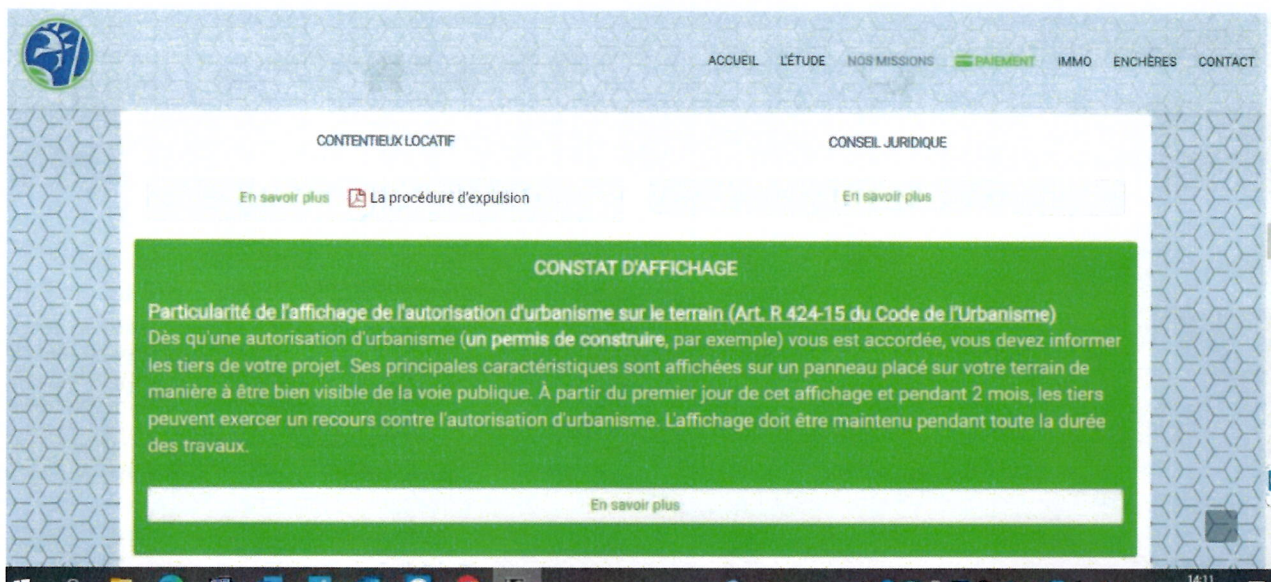 ACCUEIL L'ÉTUDE NOS MISSIONS PAIEMENT IMMO ENCHÈRES CONTACT
CONTENTIEUX LOCATIF
CONSEIL JURIDIQUE
En savoir plus La procédure d'expulsion
En savoir plus
CONSTAT D'AFFICHAGE
Particularité de l'affichage de l'autorisation d'urbanisme sur le terrain (Art. R 424-15 du Code de l'Urbanisme)
Dès qu'une autorisation d'urbanisme (un permis de construire, par exemple) vous est accordée, vous devez informer
les tiers de votre projet. Ses principales caractéristiques sont affichées sur un panneau placé sur votre terrain de
manière à être bien visible de la voie publique. À partir du premier jour de cet affichage et pendant 2 mois, les tiers
peuvent exercer un recours contre l'autorisation d'urbanisme. L'affichage doit être maintenu pendant toute la durée
des travaux.
En savoir plus